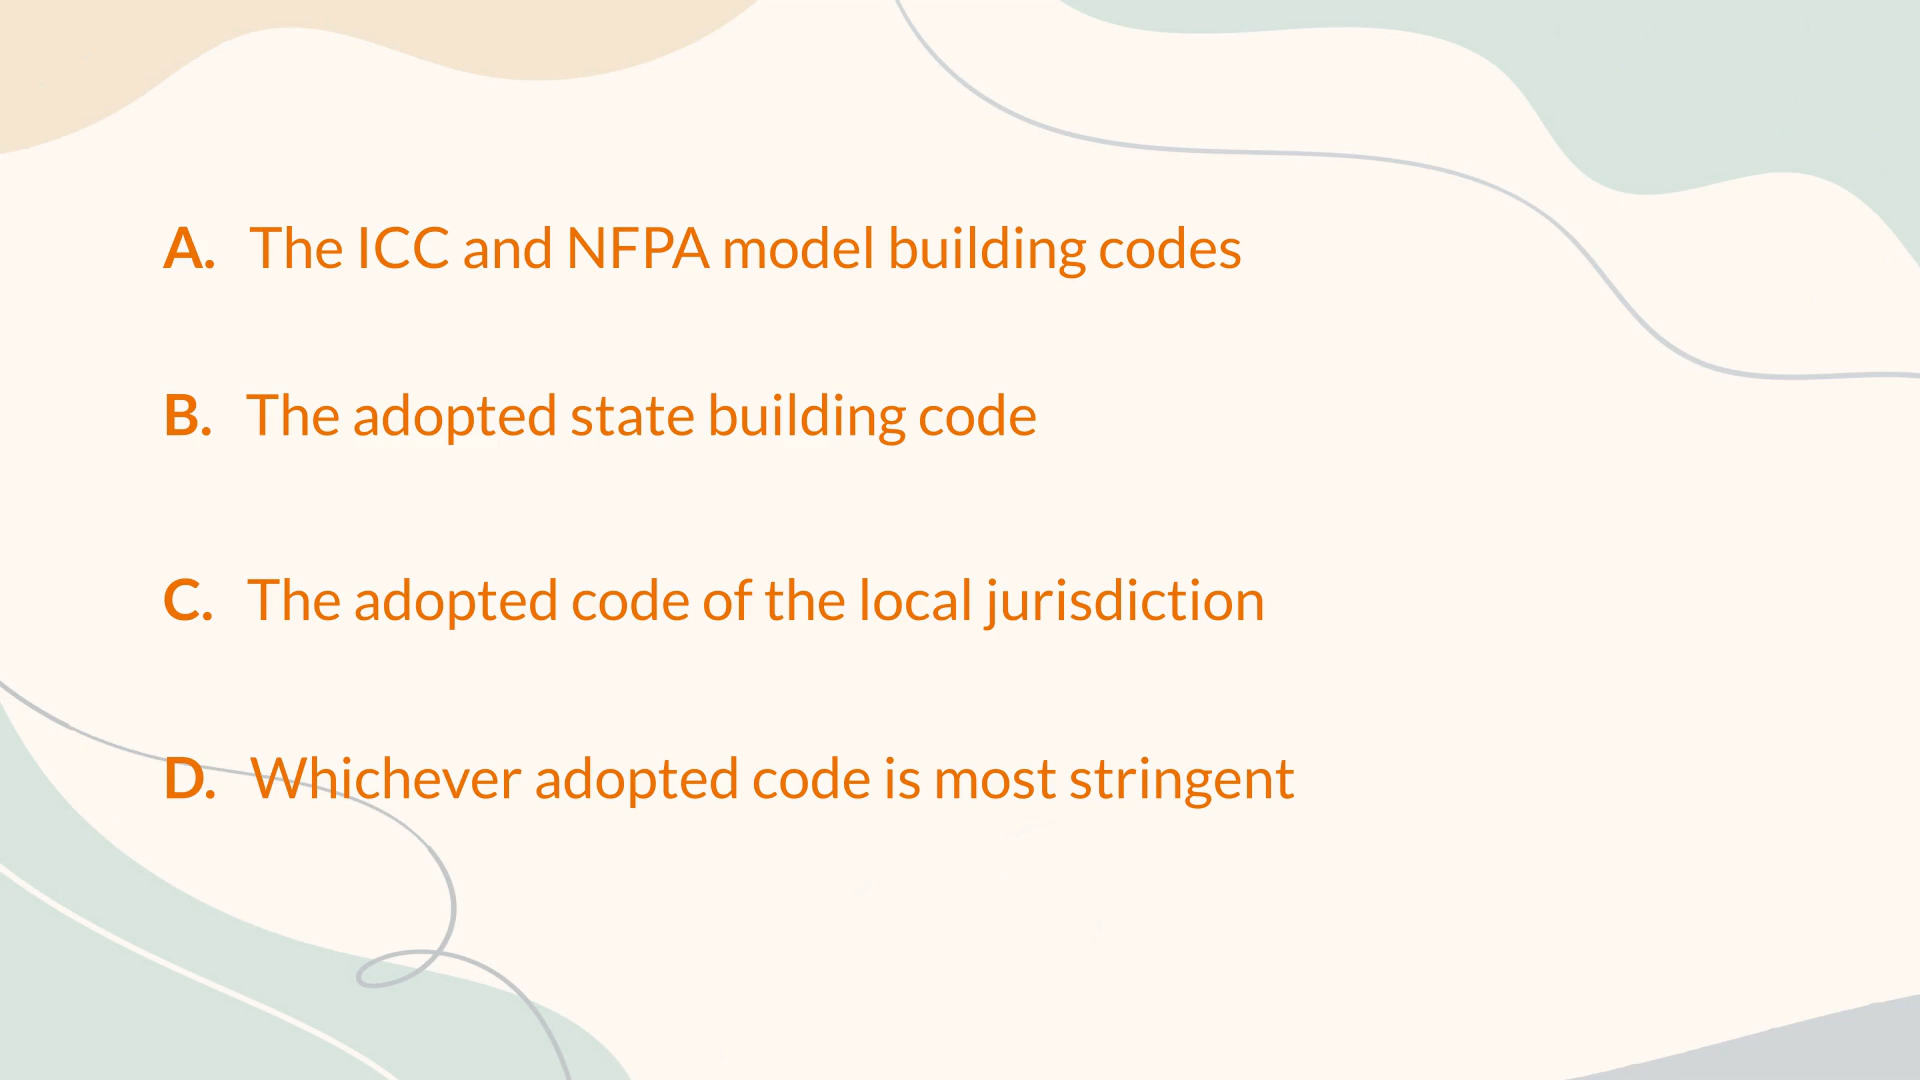 A. The ICC and NFPA model building codes
B. The adopted state building code
C. The adopted code of the local jurisdiction
D. Whichever adopted code is most stringent